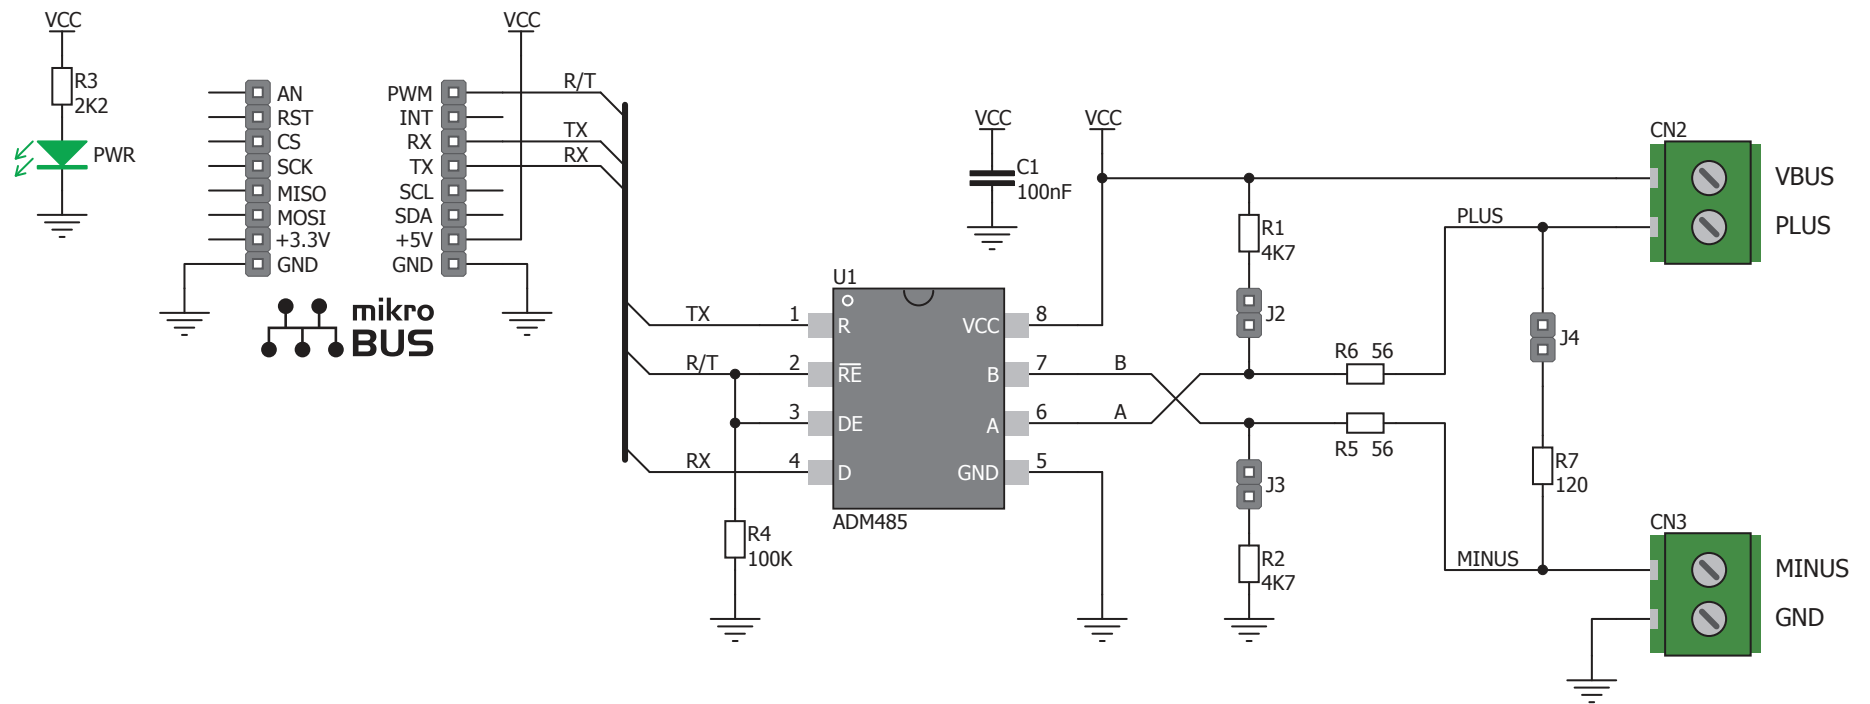 VCC
R3
2K2
PWR
AN
RST
CS
SCK
MISO
MOSI
+3.3V
GND
mikro
BUS
VCC
PWM
INT
RX
TX
SCL
SDA
+5V
GND
R/T
TX
RX
TX
R/T
RX
R4
100K
U1
1
2
3
4
R
RE
DE
D
VCC
B
A
GND
8
7
6
5
ADM485
VCC
C1
100nF
VCC
B
A
R1
4K7
J2
J3
R2
4K7
R6 56
R5 56
PLUS
MINUS
J4
R7
120
CN2
VBUS
PLUS
CN3
MINUS
GND